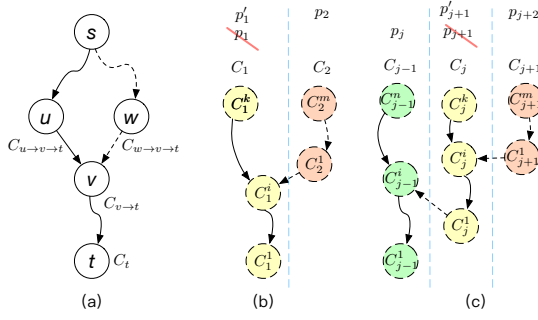 s
u
w
C_{u→v→t}
C_{w→v→t}
v
C_{v→t}
t
C_t
(a)
p'_1
p_1
p_2
C_1
C_2
C_1^k
C_2^m
C_2^1
C_1^i
C_1^1
(b)
p'_{j+1}
p_j
p_{j+1}
p_{j+2}
C_{j-1}
C_j
C_{j+1}
C_{j-1}^n
C_j^k
C_{j+1}^m
C_j^i
C_{j+1}^1
C_{j-1}^i
C_j^1
C_{j-1}^1
(c)